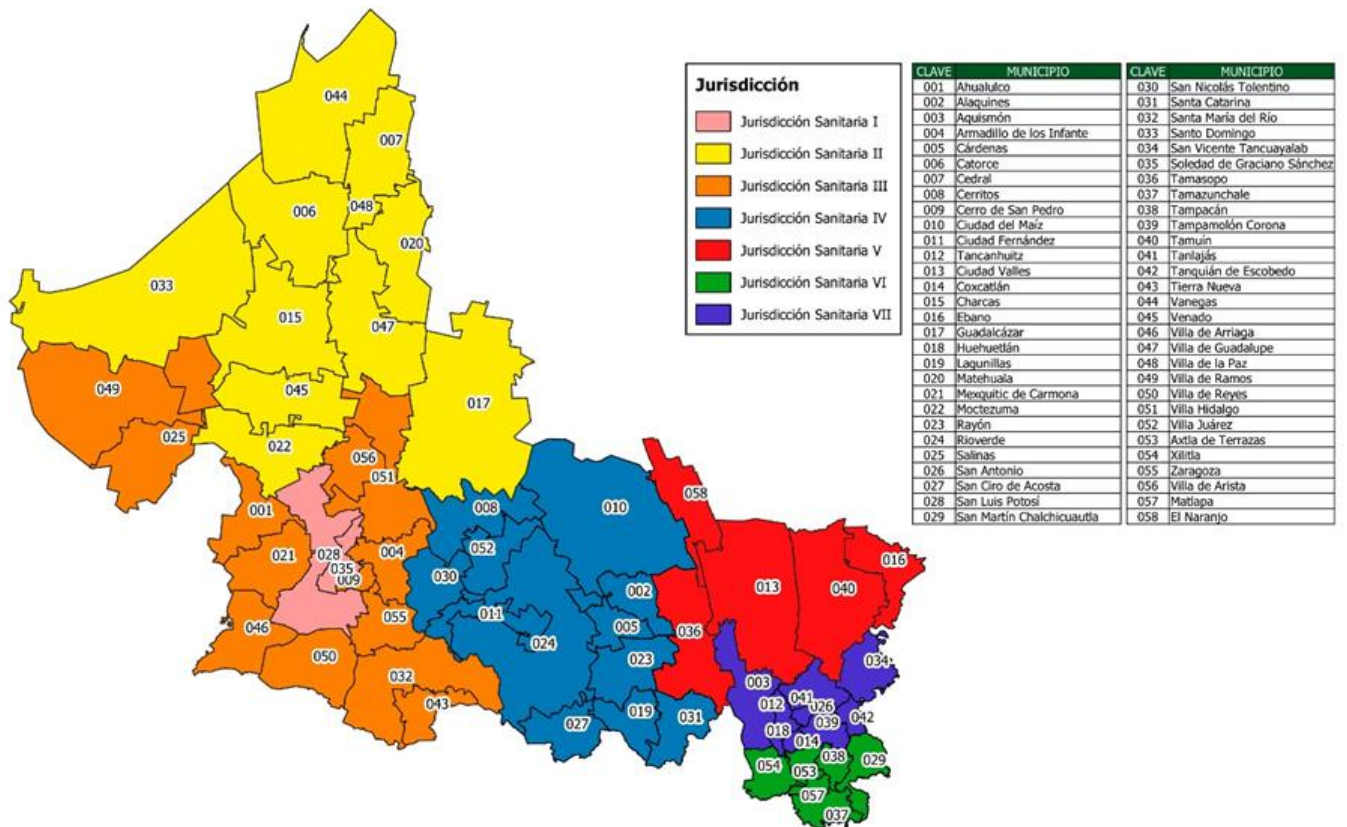 044
007
006
048
020
033
015
047
049
045
017
025
022
056
051
058
001
008
010
028
052
016
021
004
013
040
035
009
030
002
011
005
046
055
036
024
023
050
032
034
003
041
043
012
026
019
031
042
027
018
039
014
038
029
054
053
057
037
Jurisdicción
Jurisdicción Sanitaria I
Jurisdicción Sanitaria II
Jurisdicción Sanitaria III
Jurisdicción Sanitaria IV
Jurisdicción Sanitaria V
Jurisdicción Sanitaria VI
Jurisdicción Sanitaria VII
CLAVE MUNICIPIO
001 Ahualulco
002 Alaquines
003 Aquismón
004 Armadillo de los Infante
005 Cárdenas
006 Catorce
007 Cedral
008 Cerritos
009 Cerro de San Pedro
010 Ciudad del Maíz
011 Ciudad Fernández
012 Tancanhuitz
013 Ciudad Valles
014 Coxcatlán
015 Charcas
016 Ebano
017 Guadalcázar
018 Huehuetlán
019 Lagunillas
020 Matehuala
021 Mexquitic de Carmona
022 Moctezuma
023 Rayón
024 Rioverde
025 Salinas
026 San Antonio
027 San Ciro de Acosta
028 San Luis Potosí
029 San Martín Chalchicuautla
CLAVE MUNICIPIO
030 San Nicolás Tolentino
031 Santa Catarina
032 Santa María del Río
033 Santo Domingo
034 San Vicente Tancuayalab
035 Soledad de Graciano Sánchez
036 Tamasopo
037 Tamazunchale
038 Tampacán
039 Tampamolón Corona
040 Tamuín
041 Tanlajás
042 Tanquián de Escobedo
043 Tierra Nueva
044 Vanegas
045 Venado
046 Villa de Arriaga
047 Villa de Guadalupe
048 Villa de la Paz
049 Villa de Ramos
050 Villa de Reyes
051 Villa Hidalgo
052 Villa Juárez
053 Axtla de Terrazas
054 Xilitla
055 Zaragoza
056 Villa de Arista
057 Matlapa
058 El Naranjo